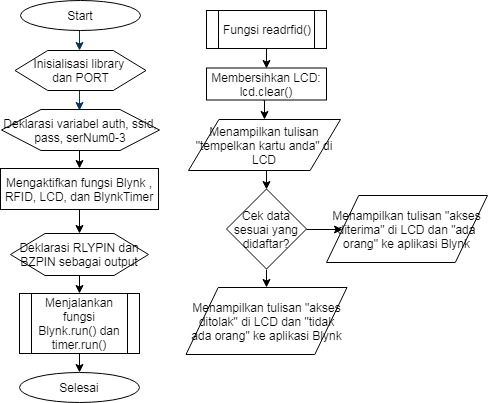 Start
Inisialisasi library
dan PORT
Deklarasi variabel auth, ssid,
pass, serNum0-3
Mengaktifkan fungsi Blynk ,
RFID, LCD, dan BlynkTimer
Deklarasi RLYPIN dan
BZPIN sebagai output
Menjalankan
fungsi
Blynk.run() dan
timer.run()
Selesai
Fungsi readrfid()
Membersihkan LCD:
lcd.clear()
Menampilkan tulisan
"tempelkan kartu anda" di
LCD
Cek data
sesuai yang
didaftar?
Menampilkan tulisan "akses
diterima" di LCD dan "ada
orang" ke aplikasi Blynk
Menampilkan tulisan "akses
ditolak" di LCD dan "tidak
ada orang" ke aplikasi Blynk